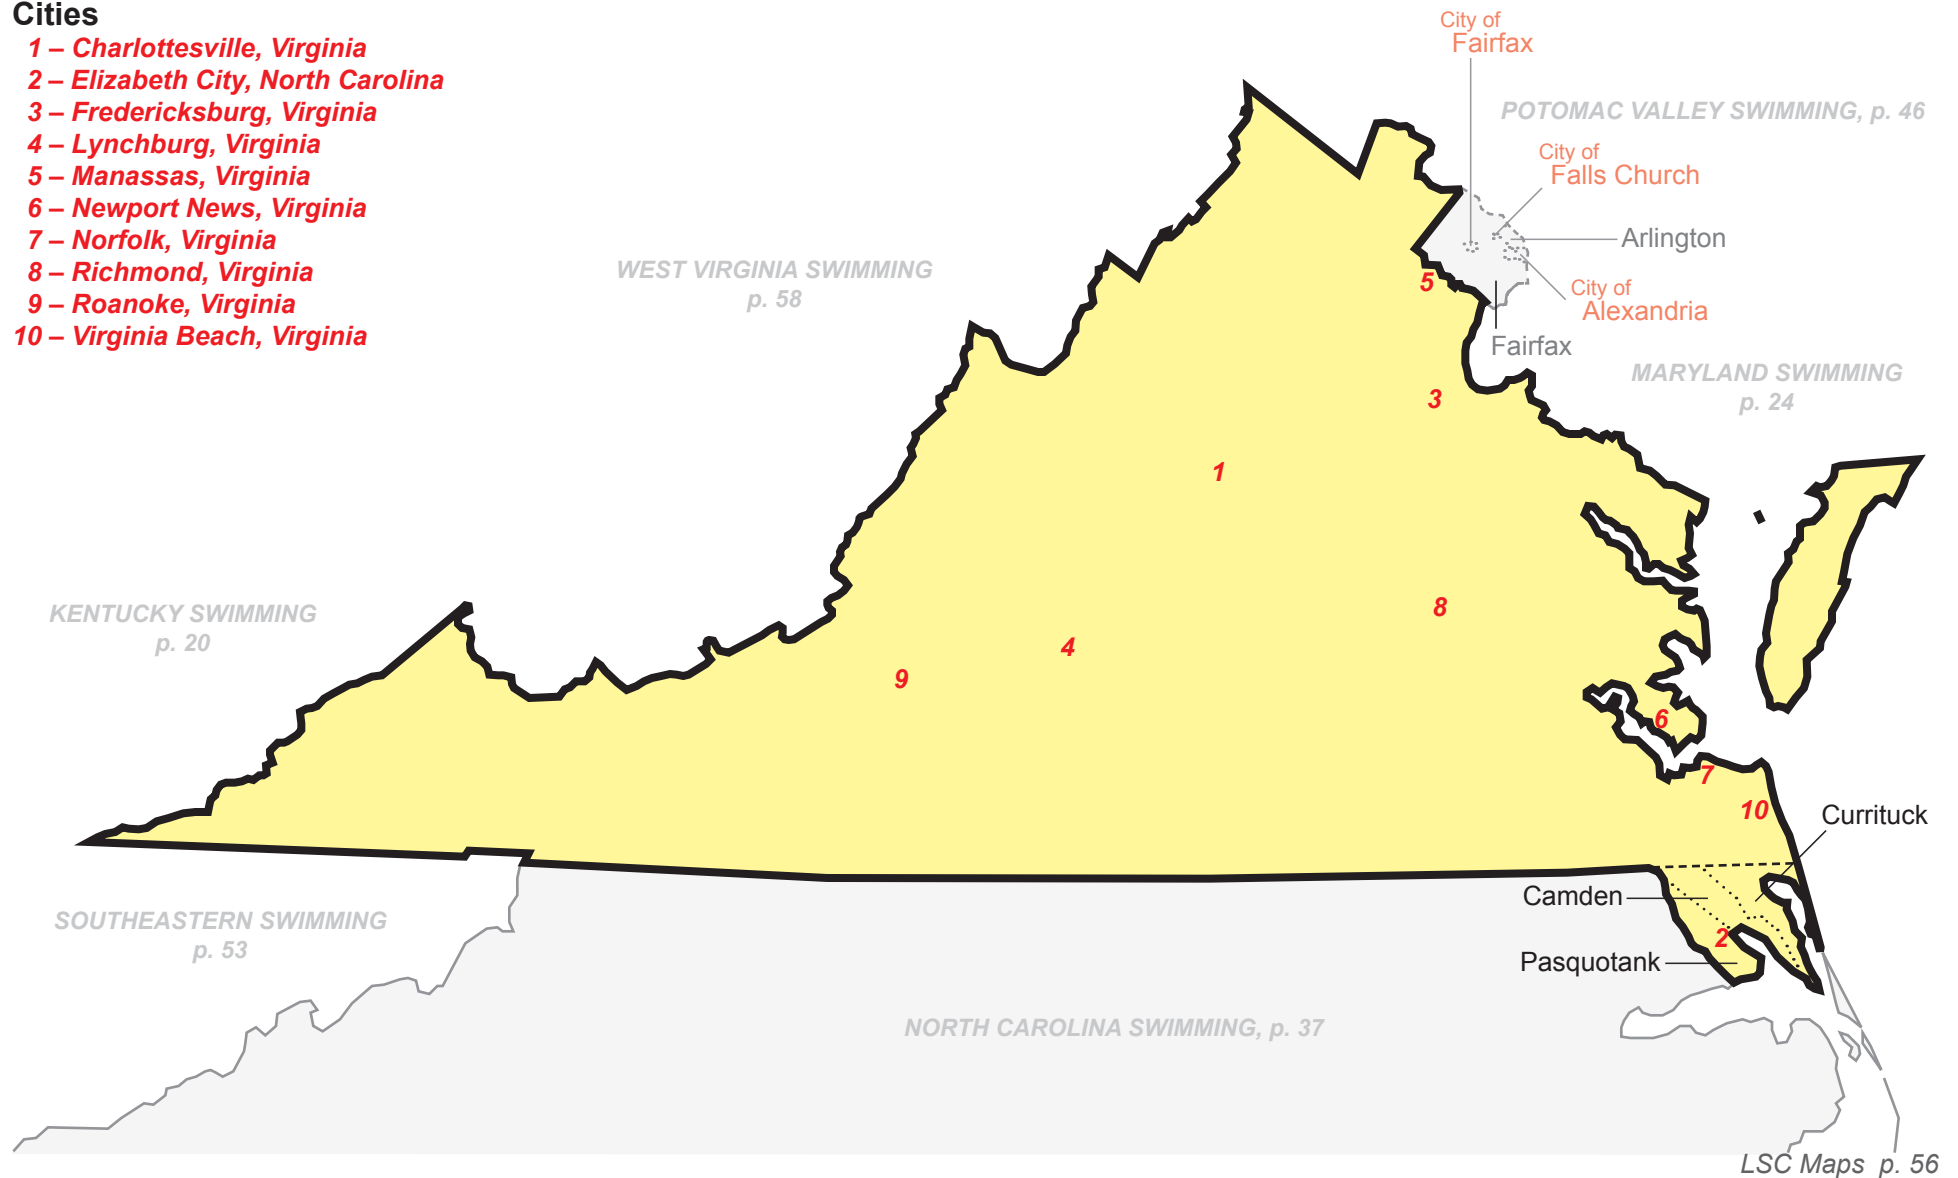 Cities
1 – Charlottesville, Virginia
2 – Elizabeth City, North Carolina
3 – Fredericksburg, Virginia
4 – Lynchburg, Virginia
5 – Manassas, Virginia
6 – Newport News, Virginia
7 – Norfolk, Virginia
8 – Richmond, Virginia
9 – Roanoke, Virginia
10 – Virginia Beach, Virginia
City of
Fairfax
POTOMAC VALLEY SWIMMING, p. 46
City of
Falls Church
Arlington
City of
Alexandria
Fairfax
WEST VIRGINIA SWIMMING
p. 58
MARYLAND SWIMMING
p. 24
5
3
1
8
KENTUCKY SWIMMING
p. 20
4
9
6
7
10
Currituck
Camden
2
Pasquotank
SOUTHEASTERN SWIMMING
p. 53
NORTH CAROLINA SWIMMING, p. 37
LSC Maps p. 56